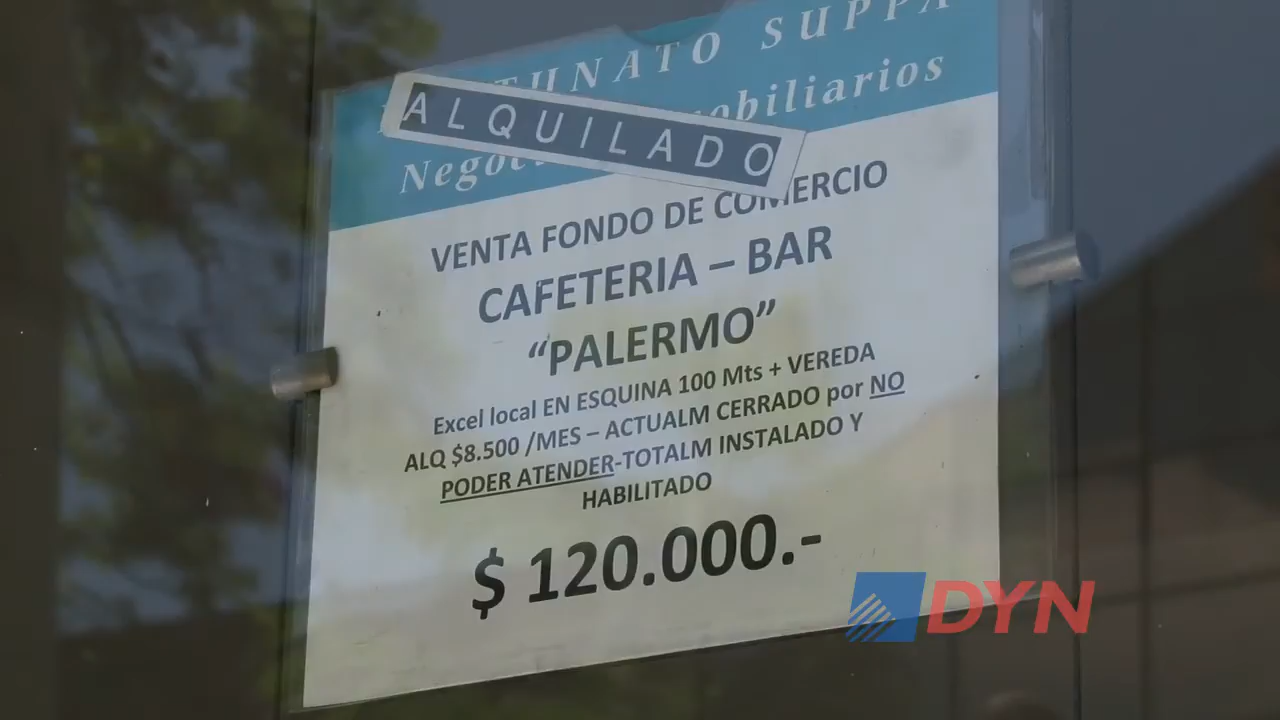 SUPPA
ALQUILADO
VENTA FONDO DE COMERCIO
CAFETERIA – BAR
“PALERMO”
Excel local EN ESQUINA 100 Mts + VEREDA
ALQ $8.500 /MES – ACTUALM CERRADO por NO
PODER ATENDER-TOTALM INSTALADO Y
HABILITADO
$ 120.000.-
DYN